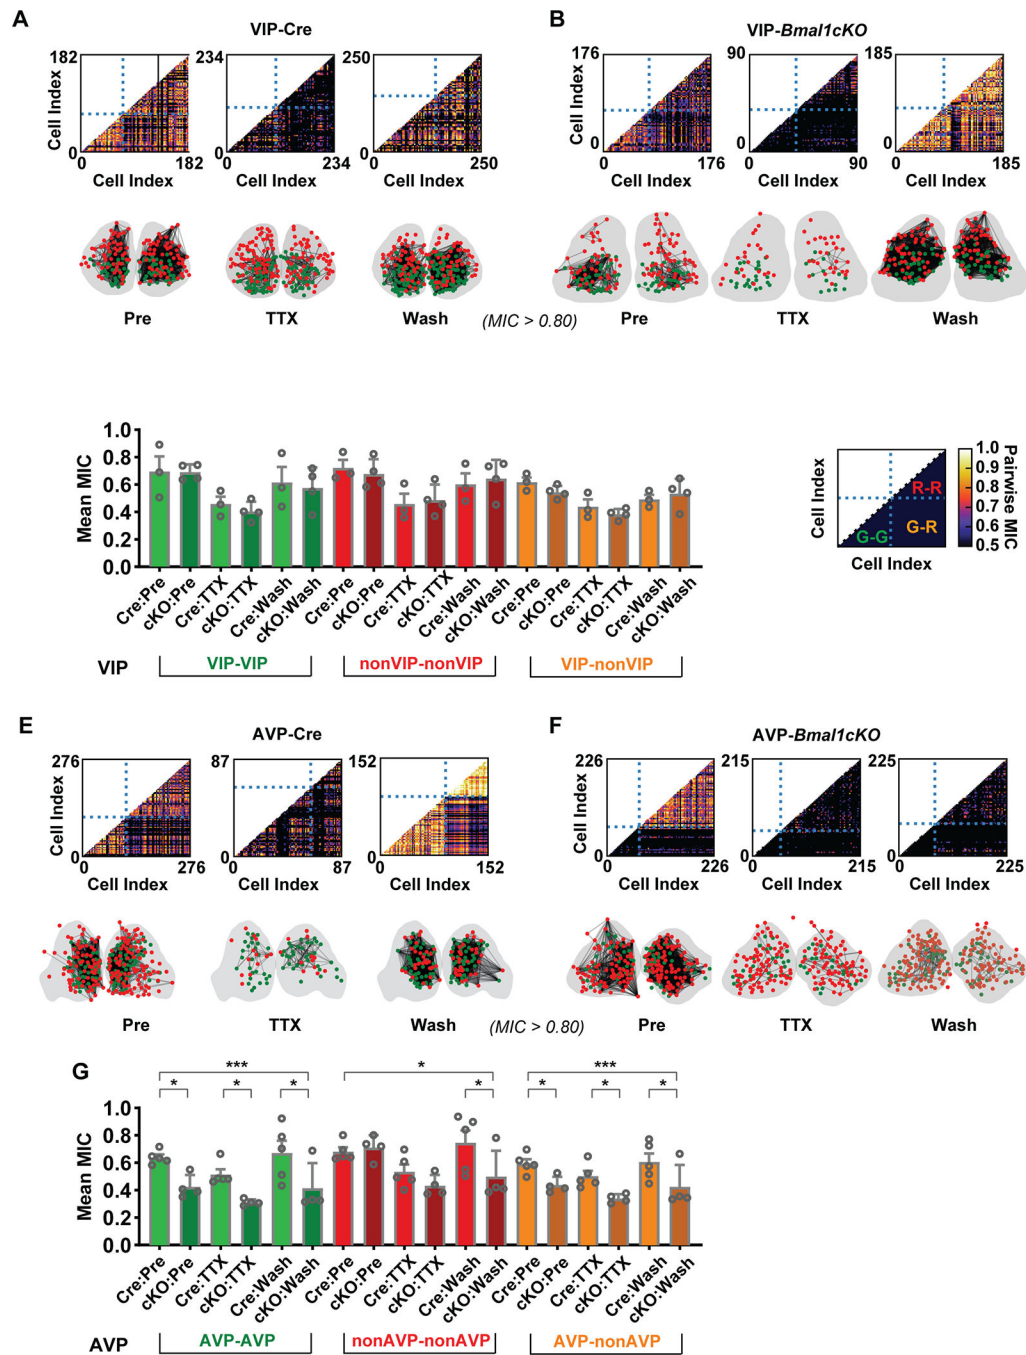 A
VIP-Cre
B
VIP-Bmal1cKO
182
234
250
176
90
185
Cell Index
Cell Index
0
0
0
0
0
0
0
182
0
234
0
250
0
176
0
90
0
185
Cell Index
Cell Index
Cell Index
Cell Index
Cell Index
Cell Index
Pre
TTX
Wash
(MIC > 0.80)
Pre
TTX
Wash
Mean MIC
1.0
0.8
0.6
0.4
0.2
0.0
Cre:Pre
cKO:Pre
Cre:TTX
cKO:TTX
Cre:Wash
cKO:Wash
Cre:Pre
cKO:Pre
Cre:TTX
cKO:TTX
Cre:Wash
cKO:Wash
Cre:Pre
cKO:Pre
Cre:TTX
cKO:TTX
Cre:Wash
cKO:Wash
VIP
VIP-VIP
nonVIP-nonVIP
VIP-nonVIP
Cell Index
R-R
G-R
G-G
Cell Index
1.0
0.9
0.8
0.7
0.6
0.5
Pairwise MIC
E
AVP-Cre
F
AVP-Bmal1cKO
276
87
152
226
215
225
Cell Index
Cell Index
0
0
0
0
0
0
0
276
0
87
0
152
0
226
0
215
0
225
Cell Index
Cell Index
Cell Index
Cell Index
Cell Index
Cell Index
Pre
TTX
Wash
(MIC > 0.80)
Pre
TTX
Wash
G
***
*
***
*
*
*
*
*
*
*
Mean MIC
1.0
0.8
0.6
0.4
0.2
0.0
Cre:Pre
cKO:Pre
Cre:TTX
cKO:TTX
Cre:Wash
cKO:Wash
Cre:Pre
cKO:Pre
Cre:TTX
cKO:TTX
Cre:Wash
cKO:Wash
Cre:Pre
cKO:Pre
Cre:TTX
cKO:TTX
Cre:Wash
cKO:Wash
AVP
AVP-AVP
nonAVP-nonAVP
AVP-nonAVP